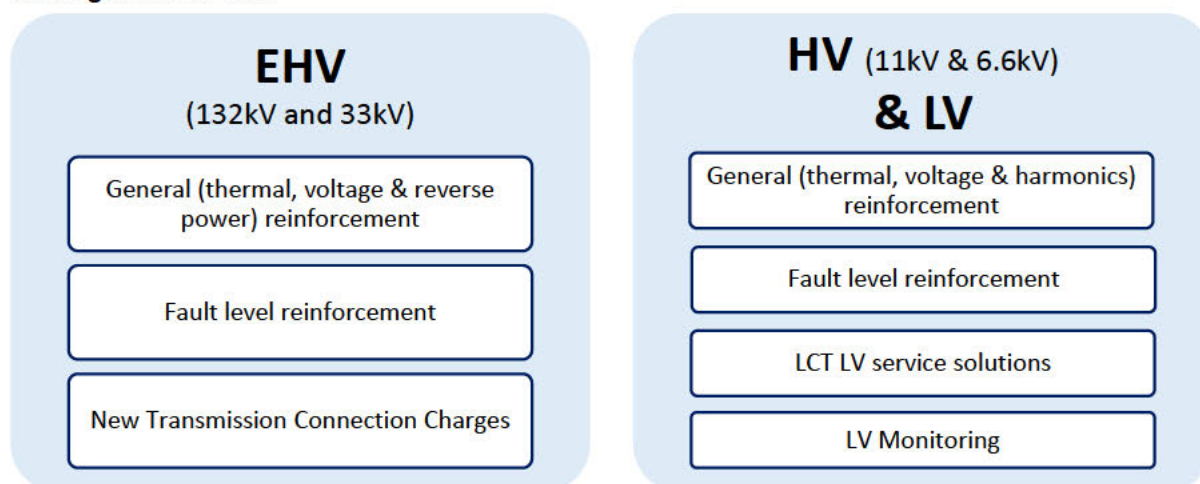 EHV
(132kV and 33kV)
General (thermal, voltage & reverse
power) reinforcement
Fault level reinforcement
New Transmission Connection Charges
HV (11kV & 6.6kV)
& LV
General (thermal, voltage & harmonics)
reinforcement
Fault level reinforcement
LCT LV service solutions
LV Monitoring